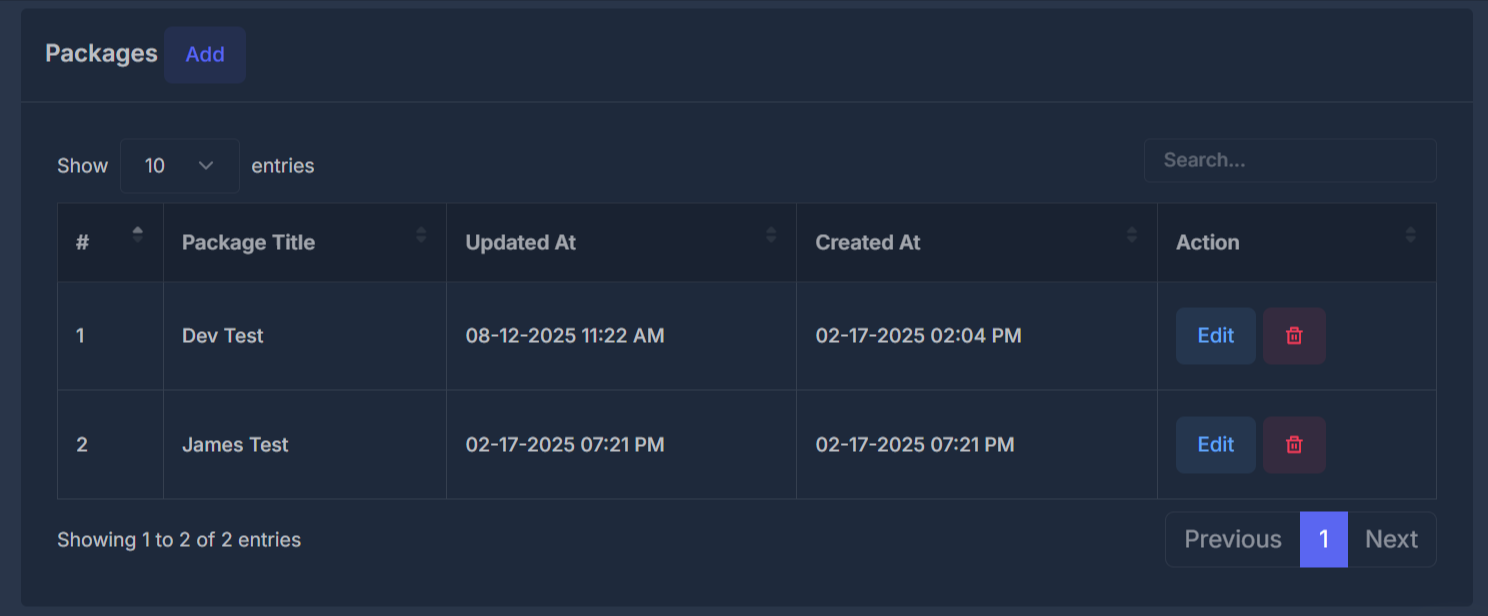 Packages Add
Show 10 entries Search...
# Package Title Updated At Created At Action
1 Dev Test 08-12-2025 11:22 AM 02-17-2025 02:04 PM Edit
2 James Test 02-17-2025 07:21 PM 02-17-2025 07:21 PM Edit
Showing 1 to 2 of 2 entries Previous 1 Next